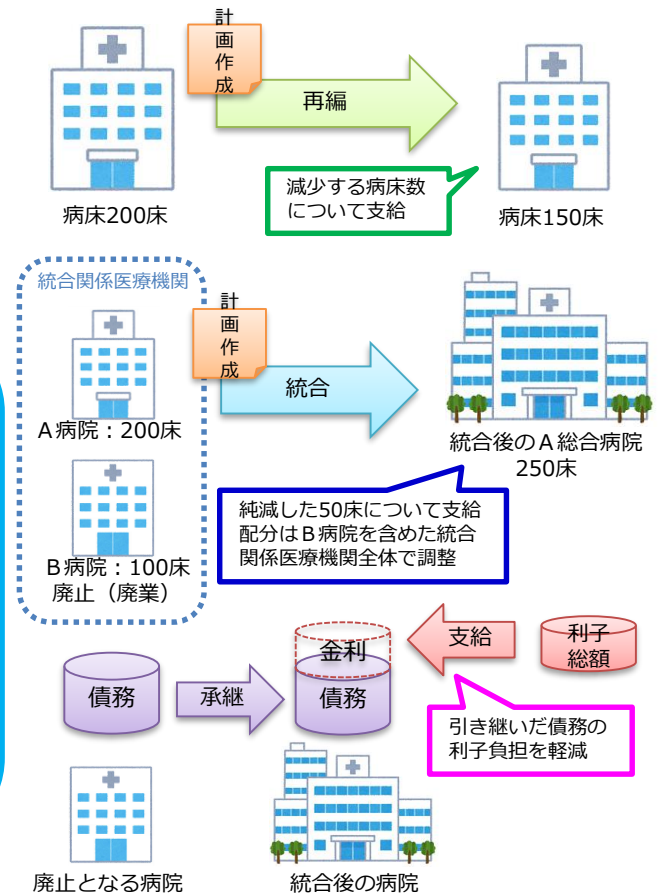 計画作成
再編
減少する病床数
について支給
病床200床
病床150床
統合関係医療機関
計画作成
統合
A病院：200床
B病院：100床
廃止（廃業）
統合後のA総合病院
250床
純減した50床について支給
配分はB病院を含めた統合
関係医療機関全体で調整
債務
承継
金利
債務
支給
利子
総額
引き継いだ債務の
利子負担を軽減
廃止となる病院
統合後の病院